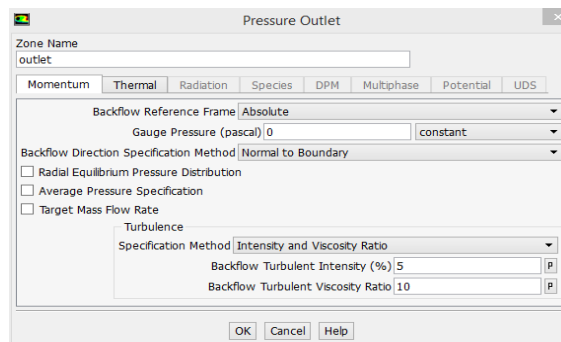 Pressure Outlet
Zone Name
outlet
Momentum Thermal Radiation Species DPM Multiphase Potential UDS
Backflow Reference Frame Absolute
Gauge Pressure (pascal) 0 constant
Backflow Direction Specification Method Normal to Boundary
Radial Equilibrium Pressure Distribution
Average Pressure Specification
Target Mass Flow Rate
Turbulence
Specification Method Intensity and Viscosity Ratio
Backflow Turbulent Intensity (%) 5 P
Backflow Turbulent Viscosity Ratio 10 P
OK Cancel Help